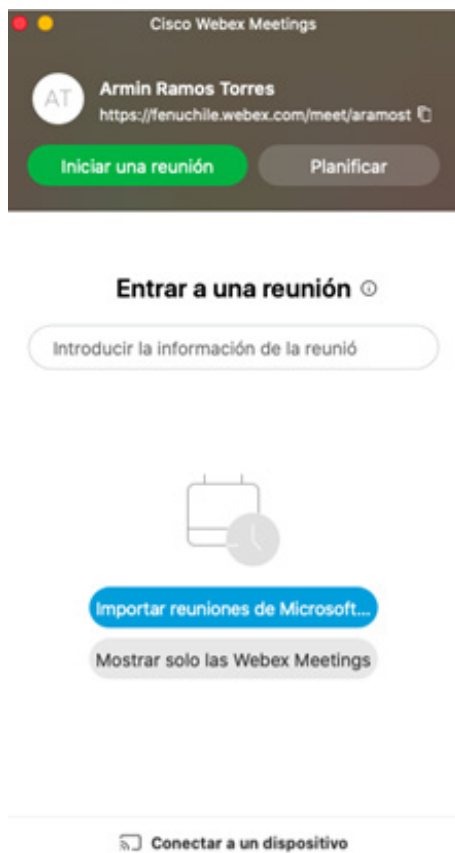 Cisco Webex Meetings
AT
Armin Ramos Torres
https://fenuchile.webex.com/meet/aramost
Iniciar una reunión
Planificar
Entrar a una reunión
Introducir la información de la reunió
Importar reuniones de Microsoft...
Mostrar solo las Webex Meetings
Conectar a un dispositivo